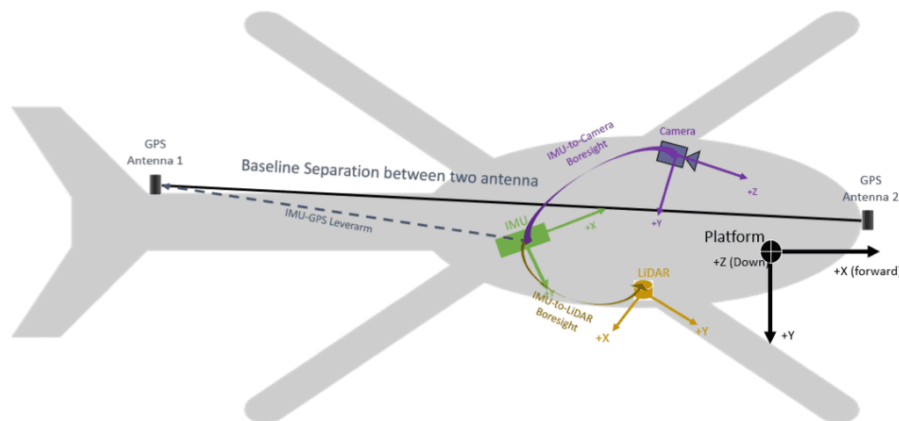 Camera
IMU-to-Camera
Boresight
GPS
Antenna 1
Baseline Separation between two antenna
+Z
GPS
Antenna 2
IMU-GPS Leverarm
IMU
+X
+Y
Platform
+Z (Down)
+X (forward)
LiDAR
IMU-to-LiDAR
Boresight
+X
+Y
+Y